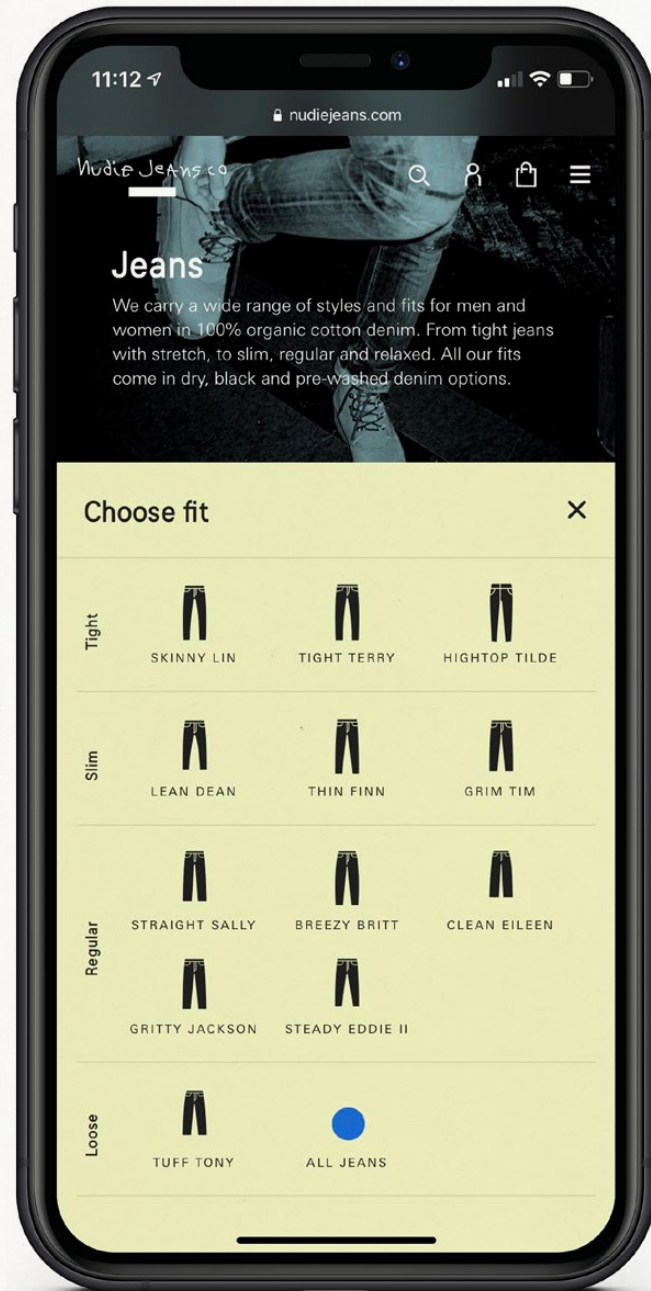 11:12
nudiejeans.com
Nudie Jeans co
Jeans
We carry a wide range of styles and fits for men and
women in 100% organic cotton denim. From tight jeans
with stretch, to slim, regular and relaxed. All our fits
come in dry, black and pre-washed denim options.
Choose fit
Tight
SKINNY LIN TIGHT TERRY HIGHTOP TILDE
Slim
LEAN DEAN THIN FINN GRIM TIM
Regular
STRAIGHT SALLY BREEZY BRITT CLEAN EILEEN
GRITTY JACKSON STEADY EDDIE II
Loose
TUFF TONY ALL JEANS